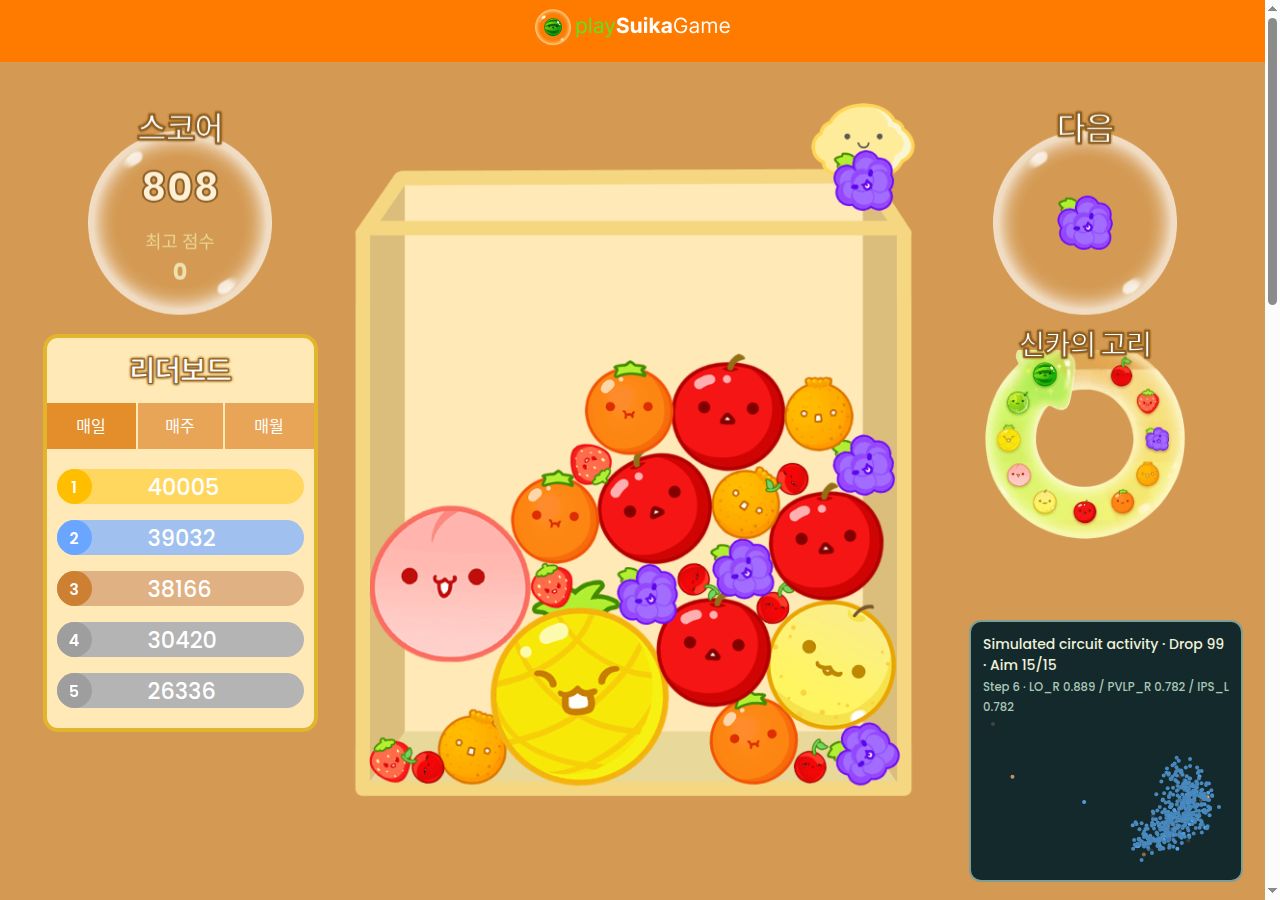 playSuikaGame
스코어
808
최고 점수
0
다음
리더보드
매일 매주 매월
1 40005
2 39032
3 38166
4 30420
5 26336
신카의 고리
Simulated circuit activity · Drop 99
· Aim 15/15
Step 6 · LO_R 0.889 / PVLP_R 0.782 / IPS_L
0.782